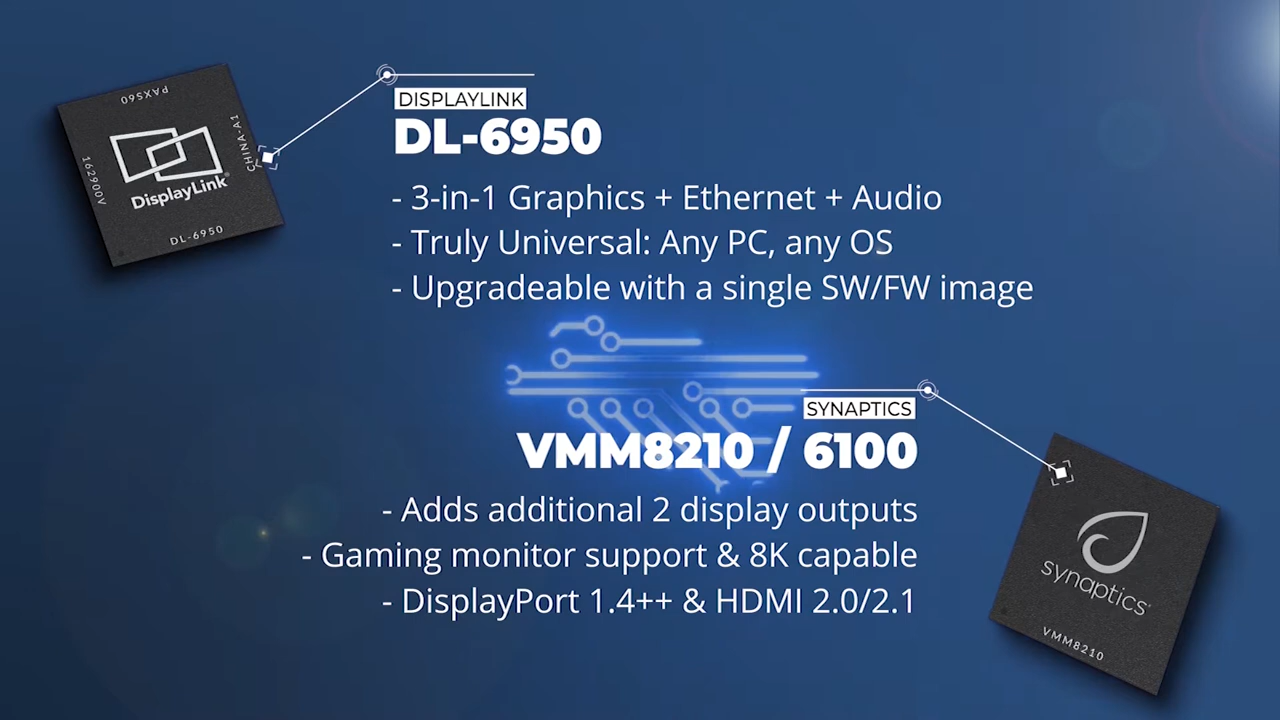 PAXS60
CHINA-A1
162900V
DisplayLink®
DL-6950
DISPLAYLINK
DL-6950
- 3-in-1 Graphics + Ethernet + Audio
- Truly Universal: Any PC, any OS
- Upgradeable with a single SW/FW image
SYNAPTICS
VMM8210 / 6100
- Adds additional 2 display outputs
- Gaming monitor support & 8K capable
- DisplayPort 1.4++ & HDMI 2.0/2.1
synaptics®
VMM8210